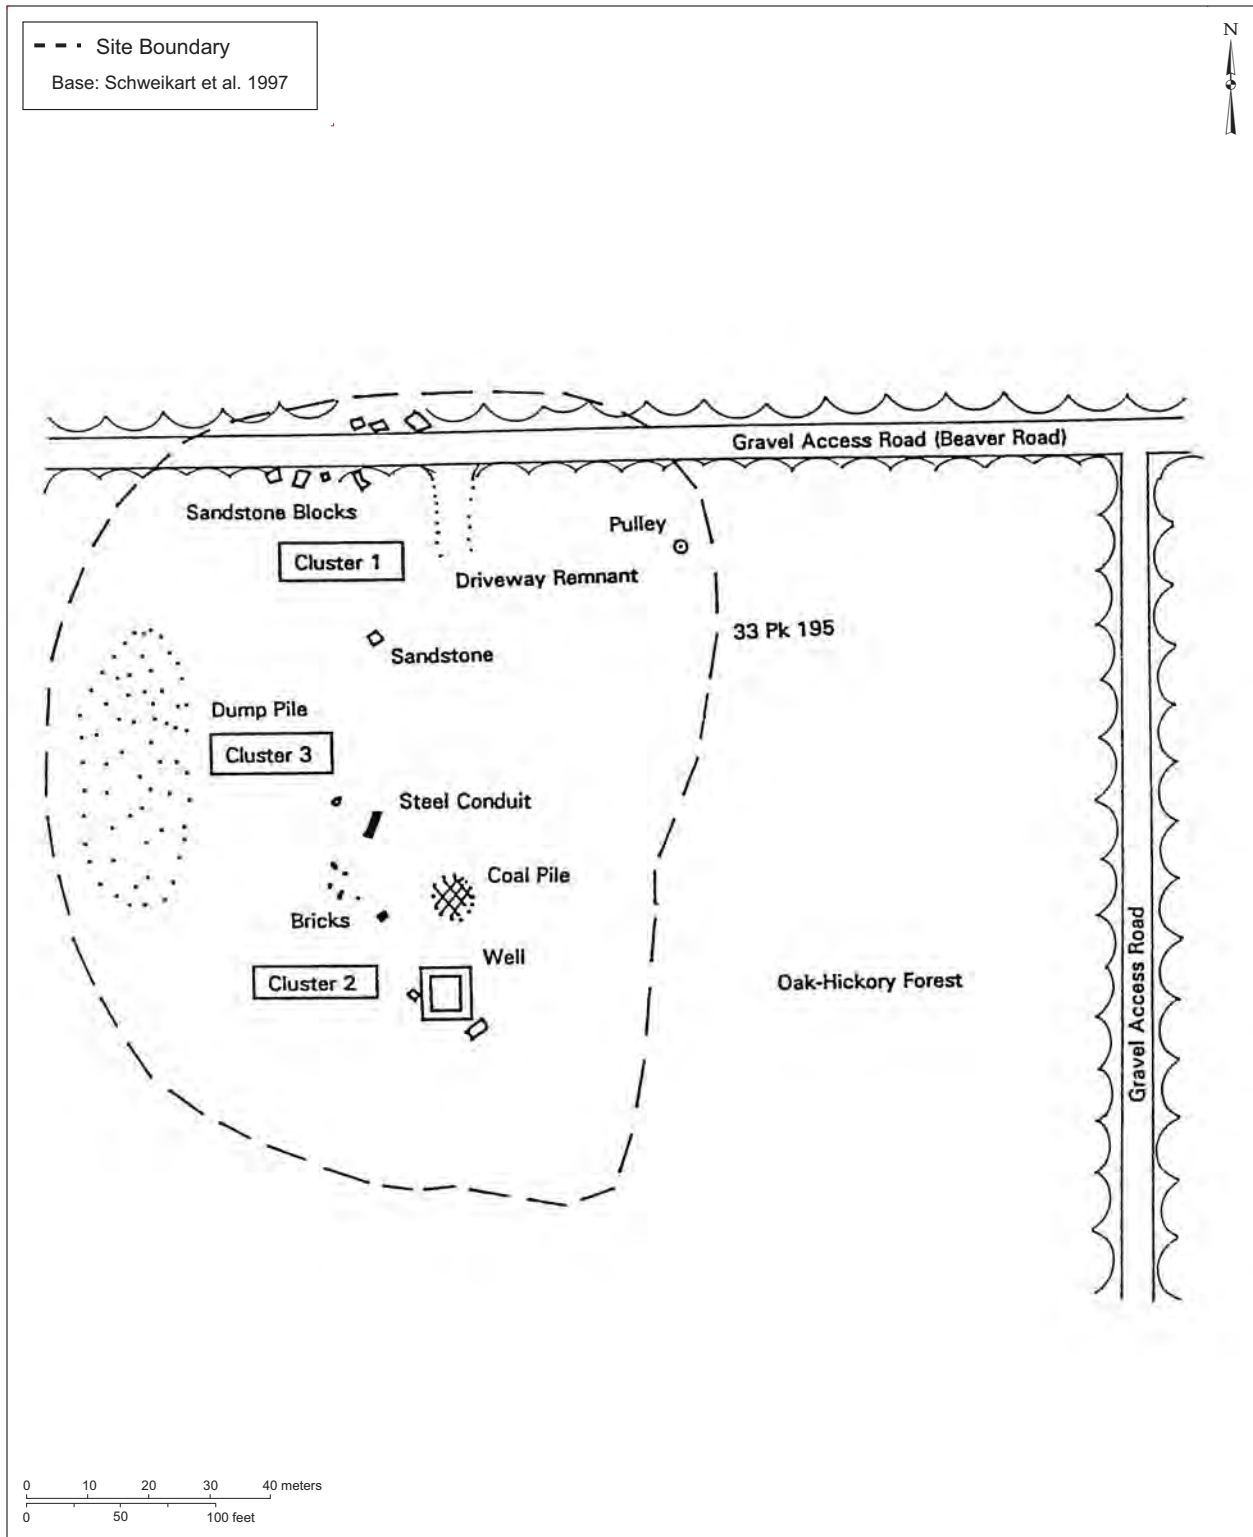 Site Boundary
Base: Schweikart et al. 1997
N
Gravel Access Road (Beaver Road)
Sandstone Blocks
Pulley
Cluster 1
Driveway Remnant
33 Pk 195
Sandstone
Dump Pile
Cluster 3
Steel Conduit
Coal Pile
Bricks
Gravel Access Road
Well
Cluster 2
Oak-Hickory Forest
0 10 20 30 40 meters
0 50 100 feet